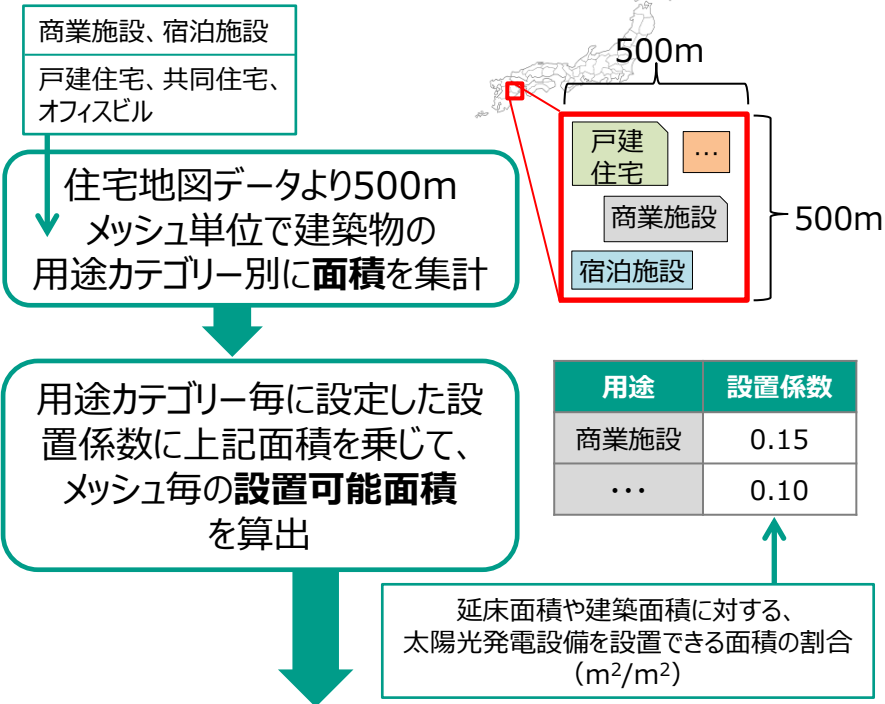 商業施設、宿泊施設
戸建住宅、共同住宅、
オフィスビル
住宅地図データより500m
メッシュ単位で建築物の
用途カテゴリー別に面積を集計
500m
戸建
住宅
…
商業施設
宿泊施設
500m
用途カテゴリー毎に設定した設
置係数に上記面積を乗じて、
メッシュ毎の設置可能面積
を算出
用途 設置係数
商業施設 0.15
・・・ 0.10
延床面積や建築面積に対する、
太陽光発電設備を設置できる面積の割合
（m²/m²）